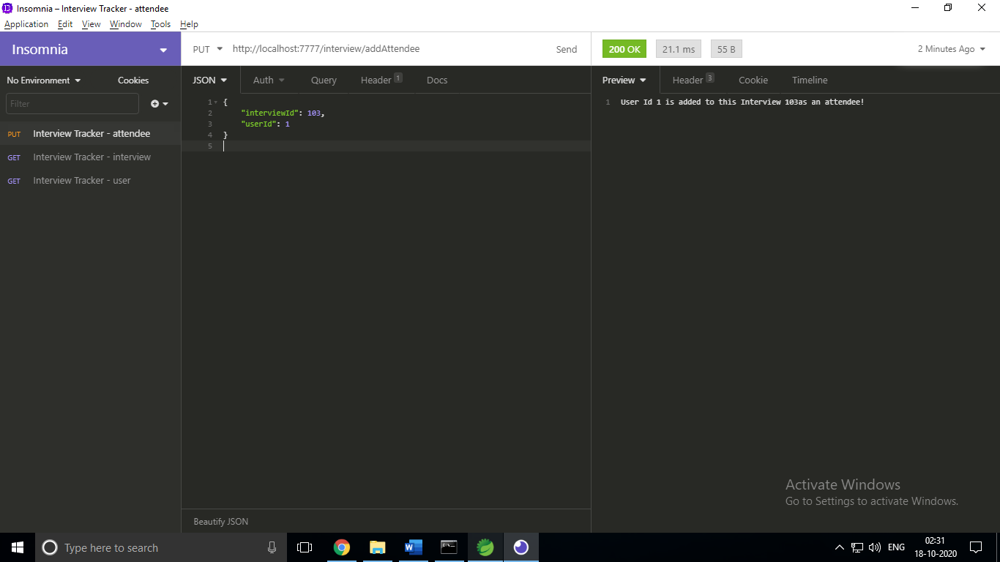 Insomnia – Interview Tracker - attendee
Application Edit View Window Tools Help
Insomnia
PUT http://localhost:7777/interview/addAttendee Send
200 OK 21.1 ms 55 B 2 Minutes Ago
No Environment Cookies
JSON Auth Query Header 1 Docs
Preview Header 3 Cookie Timeline
Filter
PUT Interview Tracker - attendee
GET Interview Tracker - interview
GET Interview Tracker - user
1 {
2 "interviewId": 103,
3 "userId": 1
4 }
5
1 User Id 1 is added to this Interview 103as an attendee!
Activate Windows
Go to Settings to activate Windows.
Beautify JSON
Type here to search
ENG
02:31
18-10-2020